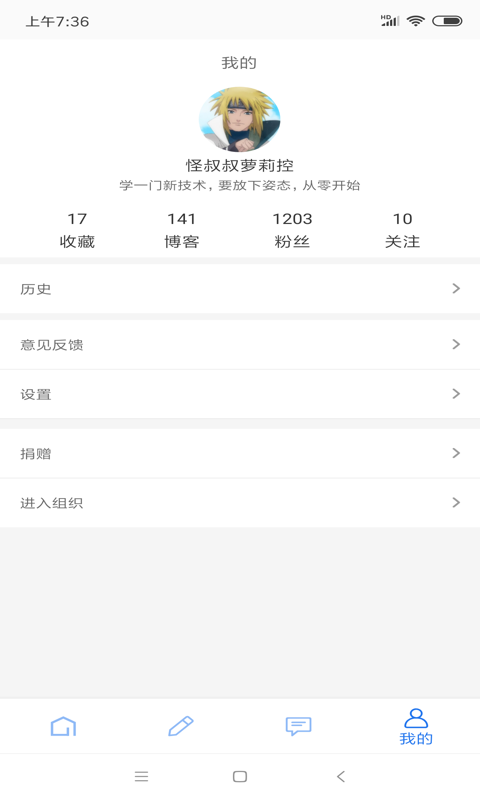 上午7:36
HD
我的
怪叔叔萝莉控
学一门新技术，要放下姿态，从零开始
17 141 1203 10
收藏 博客 粉丝 关注
历史
意见反馈
设置
捐赠
进入组织
我的